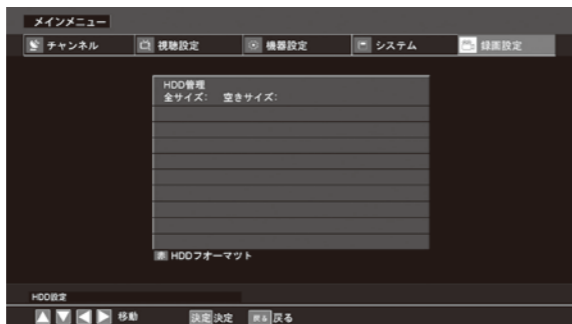 メインメニュー
チャンネル 視聴設定 機器設定 システム 録画設定
HDD管理
全サイズ: 空きサイズ:
赤 HDDフオーマツト
HDD設定
移動 決定 決定 戻る 戻る